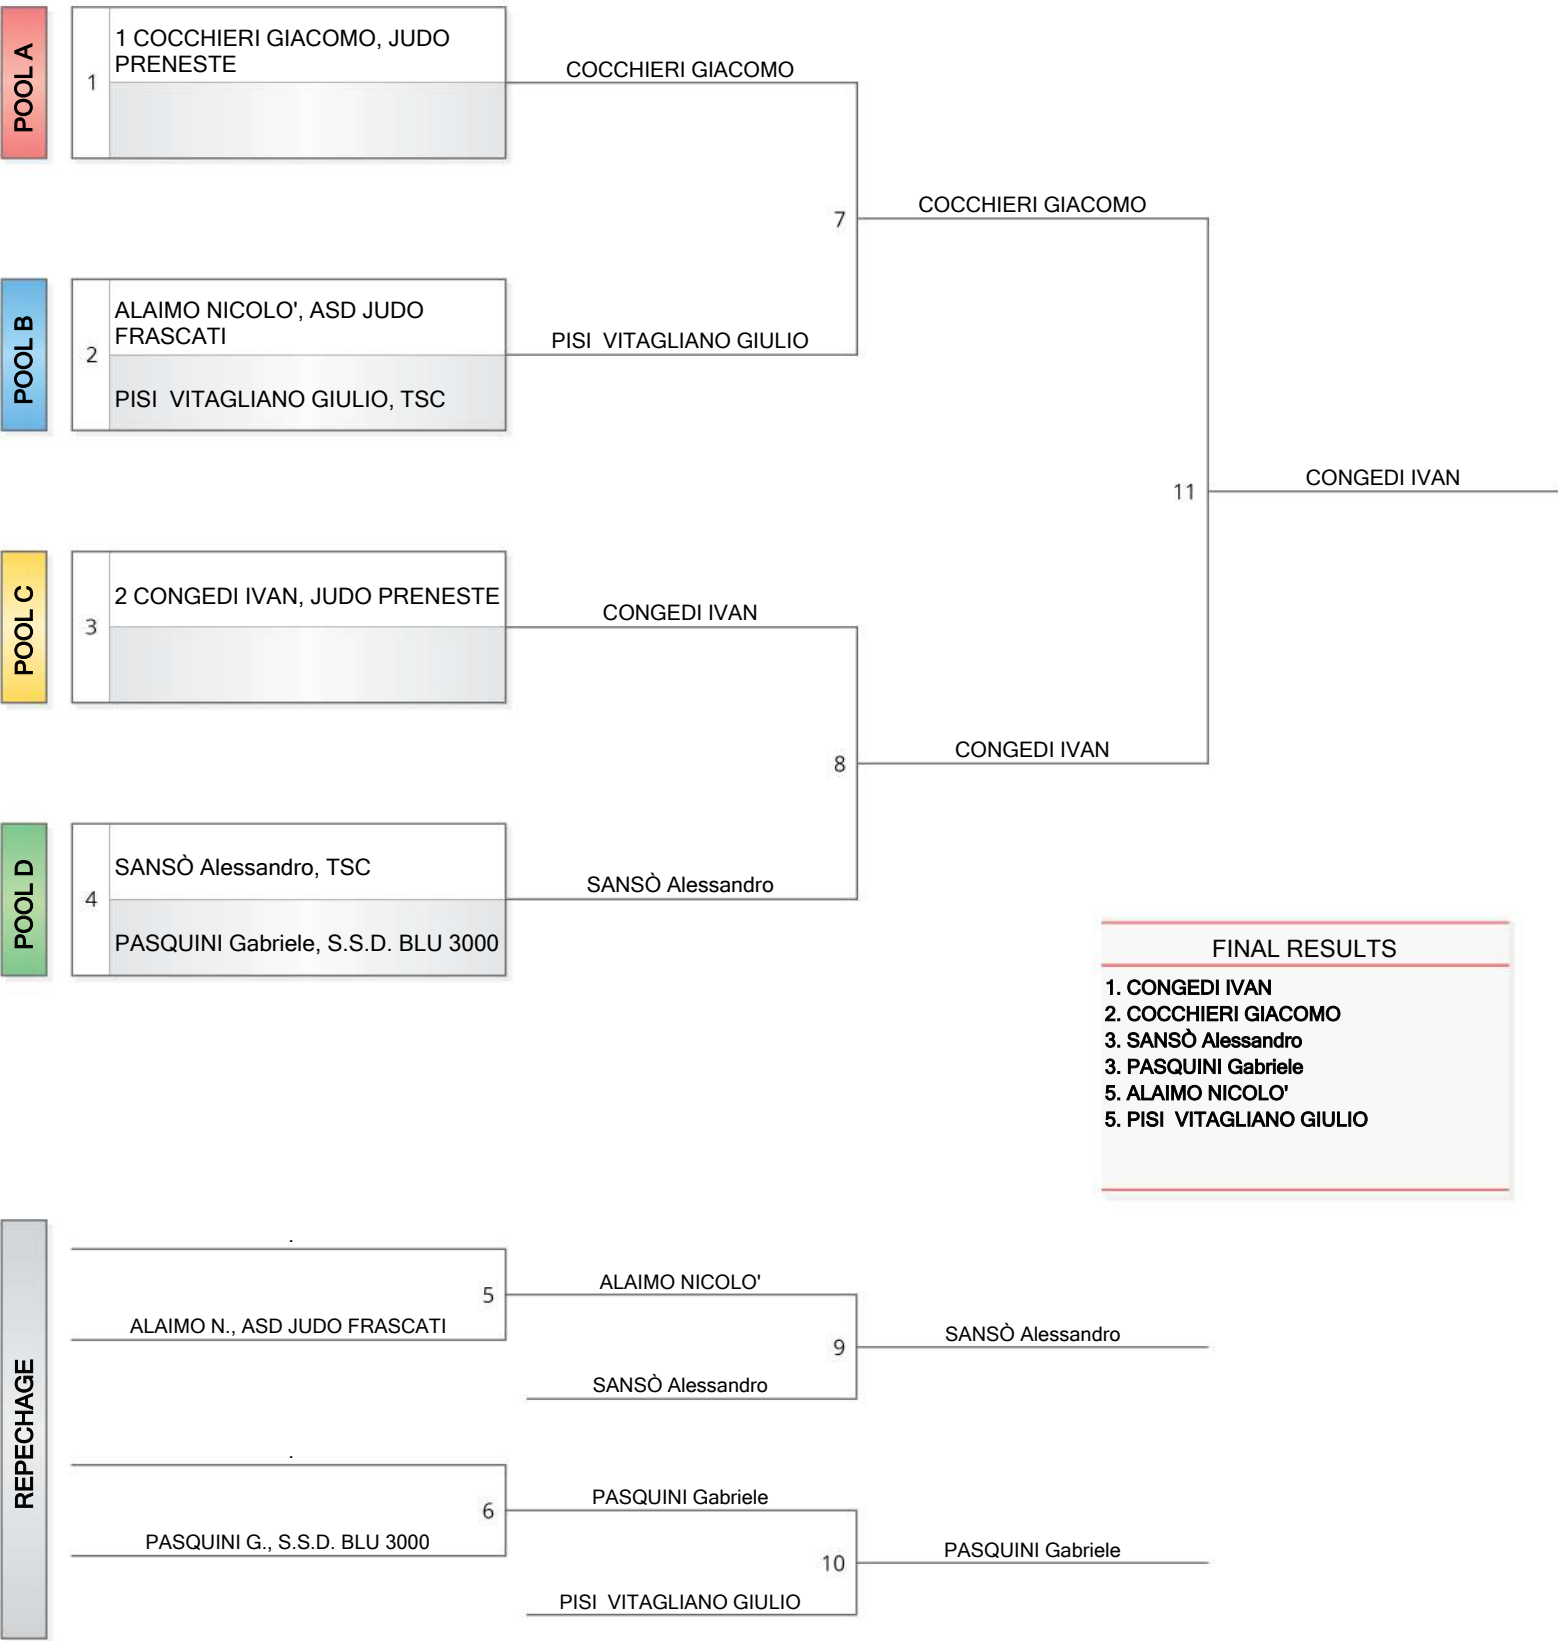 POOL A
1
1 COCCHIERI GIACOMO, JUDO
PRENESTE
COCCHIERI GIACOMO
7
COCCHIERI GIACOMO
POOL B
2
ALAIMO NICOLO', ASD JUDO
FRASCATI
PISI  VITAGLIANO GIULIO, TSC
PISI  VITAGLIANO GIULIO
11
CONGEDI IVAN
POOL C
3
2 CONGEDI IVAN, JUDO PRENESTE
CONGEDI IVAN
8
CONGEDI IVAN
POOL D
4
SANSÒ Alessandro, TSC
PASQUINI Gabriele, S.S.D. BLU 3000
SANSÒ Alessandro
FINAL RESULTS
1. CONGEDI IVAN
2. COCCHIERI GIACOMO
3. SANSÒ Alessandro
3. PASQUINI Gabriele
5. ALAIMO NICOLO'
5. PISI  VITAGLIANO GIULIO
REPECHAGE
.
5
ALAIMO N., ASD JUDO FRASCATI
ALAIMO NICOLO'
9
SANSÒ Alessandro
SANSÒ Alessandro
.
6
PASQUINI G., S.S.D. BLU 3000
PASQUINI Gabriele
10
PISI  VITAGLIANO GIULIO
PASQUINI Gabriele